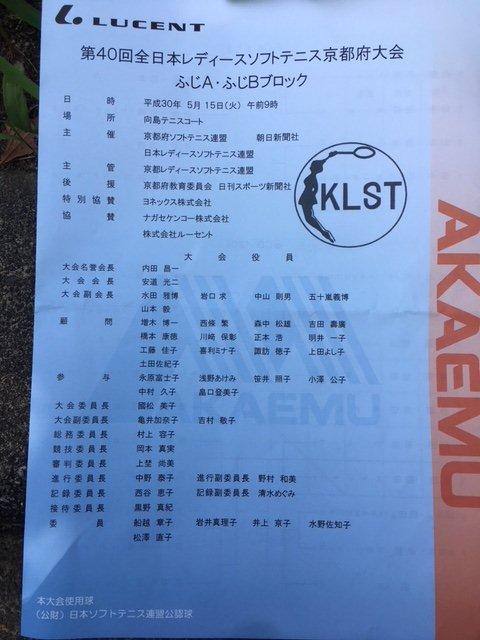 LUCENT
第40回全日本レディースソフトテニス京都府大会
ふじA・ふじBブロック
日　時　平成30年 5月 15日(火) 午前9時
場　所　向島テニスコート
主　催　京都府ソフトテニス連盟　朝日新聞社
日本レディースソフトテニス連盟
主　管　京都レディースソフトテニス連盟
後　援　京都府教育委員会 日刊スポーツ新聞社
特別協賛　ヨネックス株式会社
協　賛　ナガセケンコー株式会社
株式会社ルーセント
KLST
大　会　役　員
大会名誉会長　内田 昌一
大会会長　安道 光二
大会副会長　水田 雅博　岩口 求　中山 則男　五十嵐義博
山本 毅
顧　問　増木 博一　西條 繁　森中 松雄　吉田 壽廣
橋本 康徳　川﨑 保彰　正本 浩　明井 一子
工藤 佳子　喜利ミナ子　諏訪 徳子　上田よし子
土田佐紀子
参　与　永原富士子　浅野あけみ　笹井 照子　小澤 公子
中村 久子　畠口登美子
大会委員長　國松 美子
大会副委員長　亀井加奈子　吉村 敬子
総務委員長　村上 容子
競技委員長　岡本 真実
審判委員長　上埜 尚美
進行委員長　中野 泰子　進行副委員長　野村 和美
記録委員長　西谷 恵子　記録副委員長　清水めぐみ
接待委員長　黒野 真紀
委　員　船越 章子　岩井真理子　井上 京子　水野佐知子
松澤 直子
本大会使用球
(公財) 日本ソフトテニス連盟公認球
AKAEMU
AKAEMU